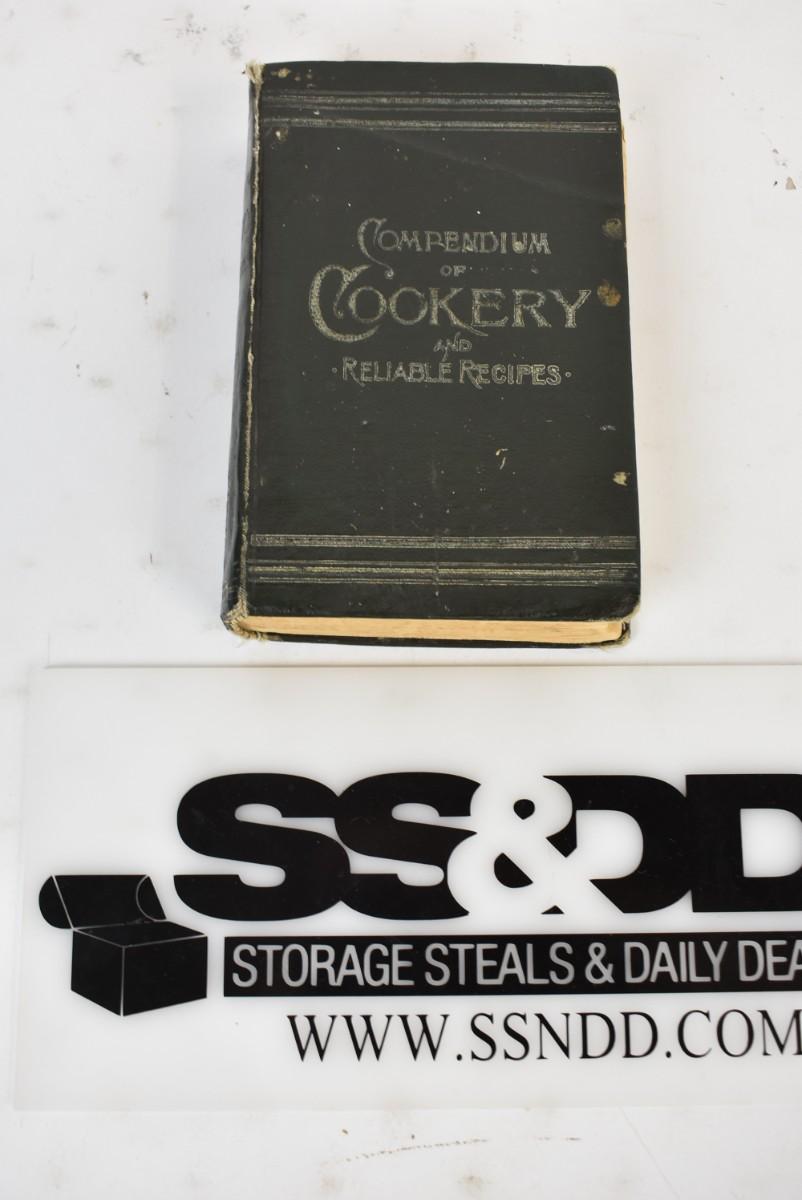 COMPENDIUM
OF
COOKERY
AND
·RELIABLE RECIPES·
SS&DD
STORAGE STEALS & DAILY DEA
WWW.SSNDD.COM